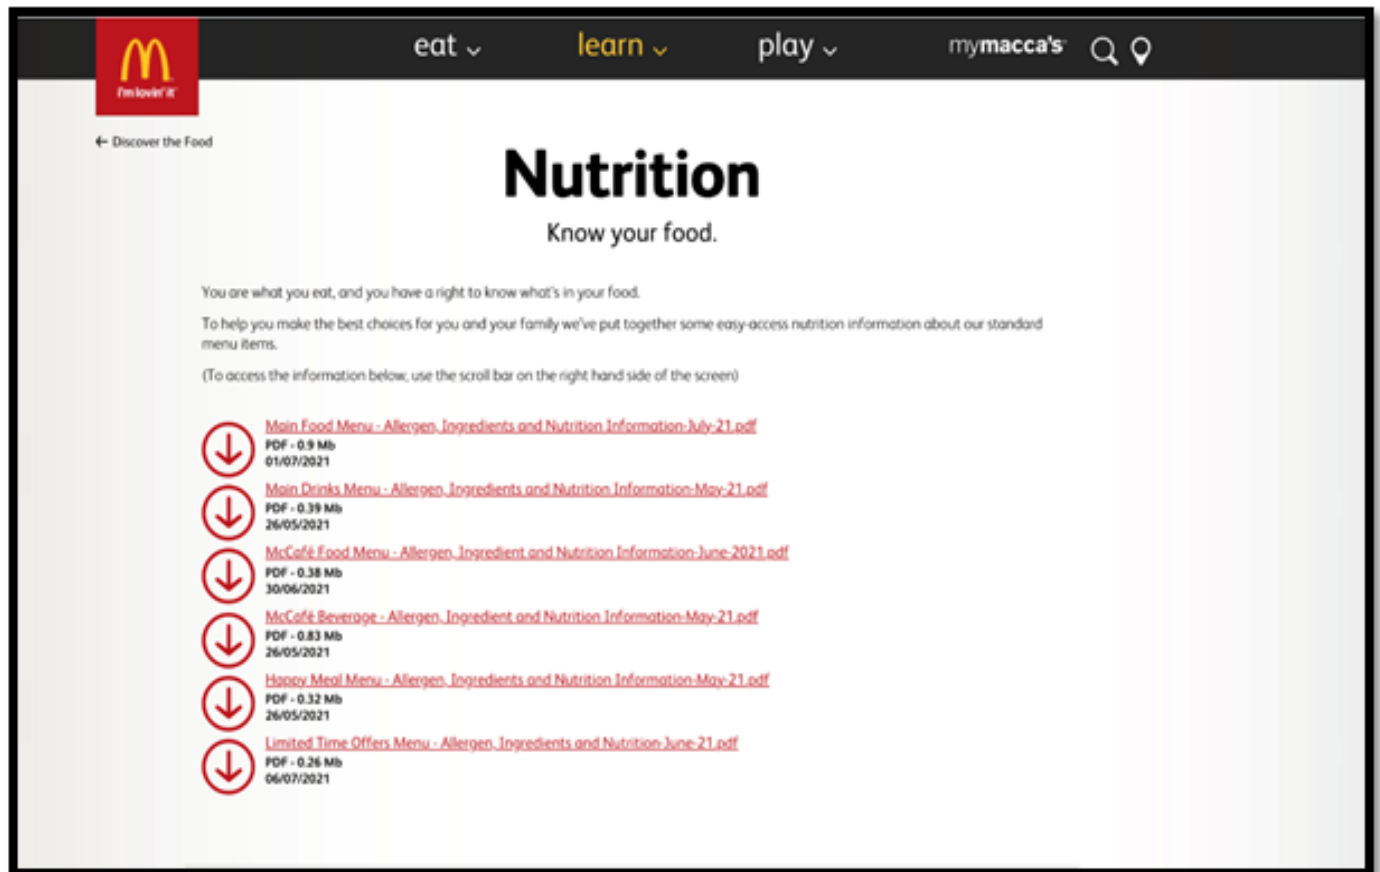 eat learn play mymacca's
i'm lovin' it
← Discover the Food
Nutrition
Know your food.
You are what you eat, and you have a right to know what's in your food.
To help you make the best choices for you and your family we've put together some easy-access nutrition information about our standard
menu items.
(To access the information below, use the scroll bar on the right hand side of the screen)
Main Food Menu - Allergen, Ingredients and Nutrition Information-July-21.pdf
PDF - 0.9 Mb
01/07/2021
Main Drinks Menu - Allergen, Ingredients and Nutrition Information-May-21.pdf
PDF - 0.39 Mb
26/05/2021
McCafé Food Menu - Allergen, Ingredient and Nutrition Information-June-2021.pdf
PDF - 0.38 Mb
30/06/2021
McCafé Beverage - Allergen, Ingredient and Nutrition Information-May-21.pdf
PDF - 0.83 Mb
26/05/2021
Happy Meal Menu - Allergen, Ingredients and Nutrition Information-May-21.pdf
PDF - 0.32 Mb
26/05/2021
Limited Time Offers Menu - Allergen, Ingredients and Nutrition-June-21.pdf
PDF - 0.26 Mb
06/07/2021